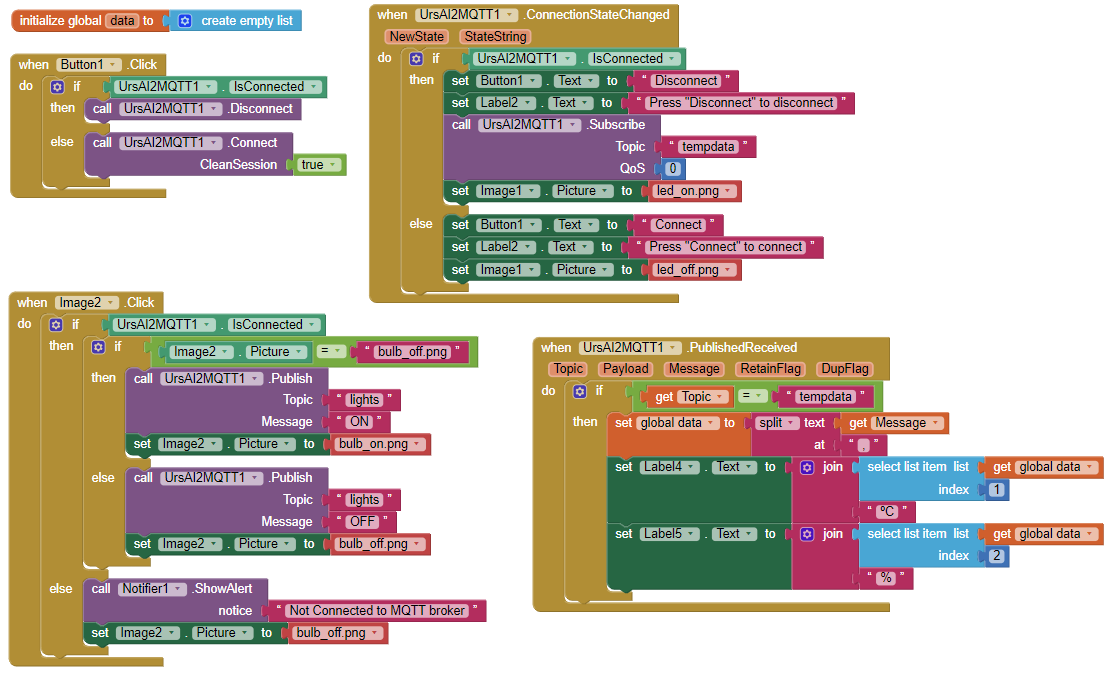 initialize global data to create empty list
when Button1 .Click
do if UrsAI2MQTT1 . IsConnected
then call UrsAI2MQTT1 .Disconnect
else call UrsAI2MQTT1 .Connect
CleanSession true
when UrsAI2MQTT1 .ConnectionStateChanged
NewState StateString
do if UrsAI2MQTT1 . IsConnected
then set Button1 . Text to " Disconnect "
set Label2 . Text to " Press "Disconnect" to disconnect "
call UrsAI2MQTT1 .Subscribe
Topic " tempdata "
QoS 0
set Image1 . Picture to led_on.png
else set Button1 . Text to " Connect "
set Label2 . Text to " Press "Connect" to connect "
set Image1 . Picture to led_off.png
when Image2 .Click
do if UrsAI2MQTT1 . IsConnected
then if Image2 . Picture = " bulb_off.png "
then call UrsAI2MQTT1 .Publish
Topic " lights "
Message " ON "
set Image2 . Picture to bulb_on.png
else call UrsAI2MQTT1 .Publish
Topic " lights "
Message " OFF "
set Image2 . Picture to bulb_off.png
else call Notifier1 .ShowAlert
notice " Not Connected to MQTT broker "
set Image2 . Picture to bulb_off.png
when UrsAI2MQTT1 .PublishedReceived
Topic Payload Message RetainFlag DupFlag
do if get Topic = " tempdata "
then set global data to split text get Message
at " , "
set Label4 . Text to join select list item list get global data
index 1
" ºC "
set Label5 . Text to join select list item list get global data
index 2
" % "